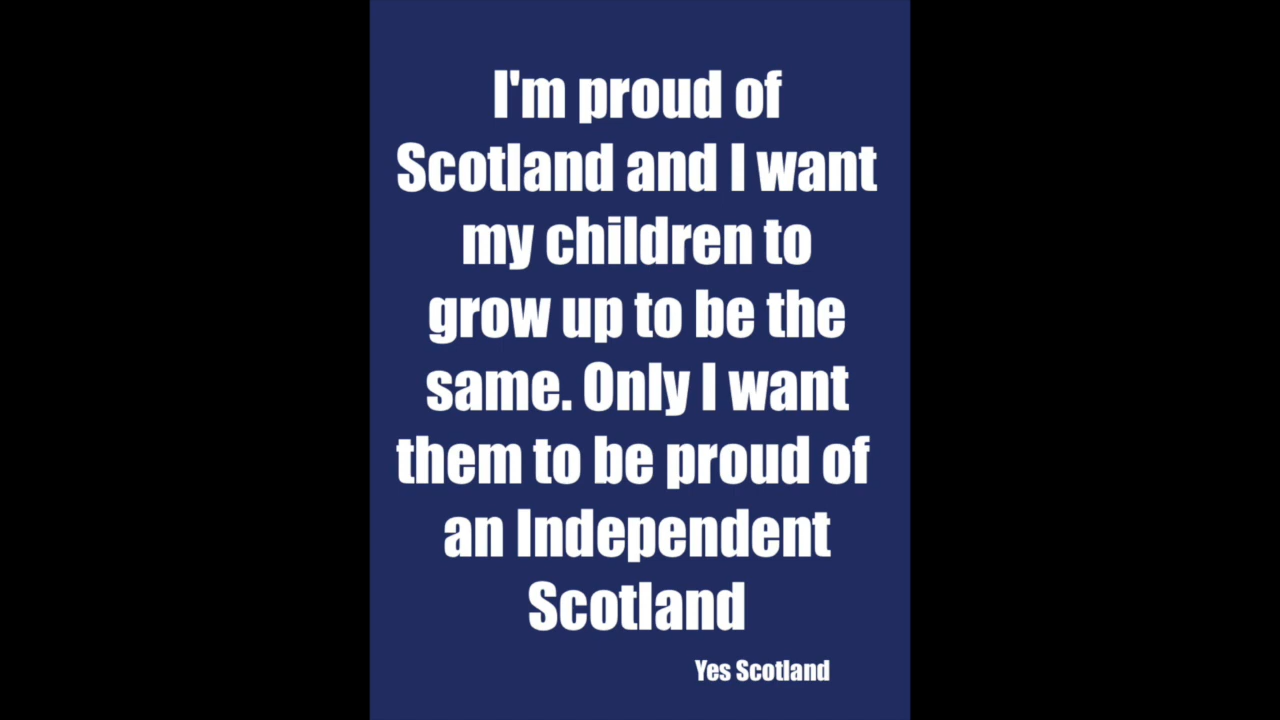 I'm proud of
Scotland and I want
my children to
grow up to be the
same. Only I want
them to be proud of
an Independent
Scotland
Yes Scotland